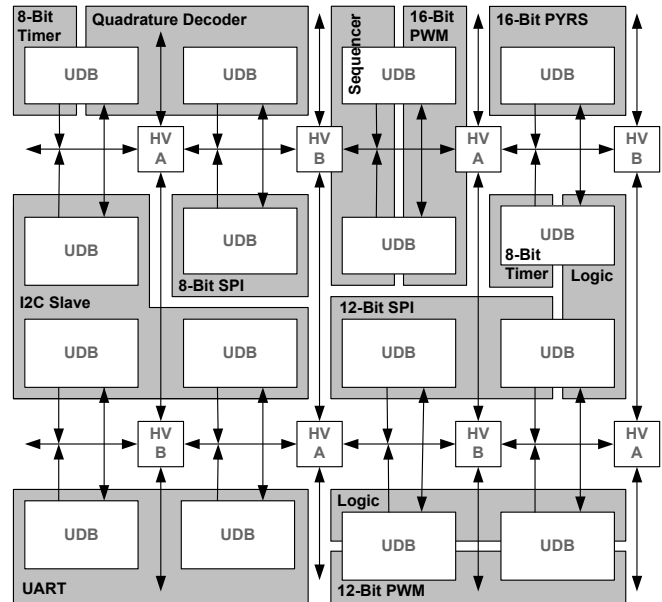 8-Bit
Timer
Quadrature Decoder
Sequencer
16-Bit
PWM
16-Bit PYRS
UDB
UDB
UDB
UDB
HV
A
HV
B
HV
A
HV
B
UDB
UDB
UDB
UDB
8-Bit
Timer
Logic
8-Bit SPI
I2C Slave
12-Bit SPI
UDB
UDB
UDB
UDB
HV
B
HV
A
HV
B
HV
A
Logic
UDB
UDB
UDB
UDB
UART
12-Bit PWM